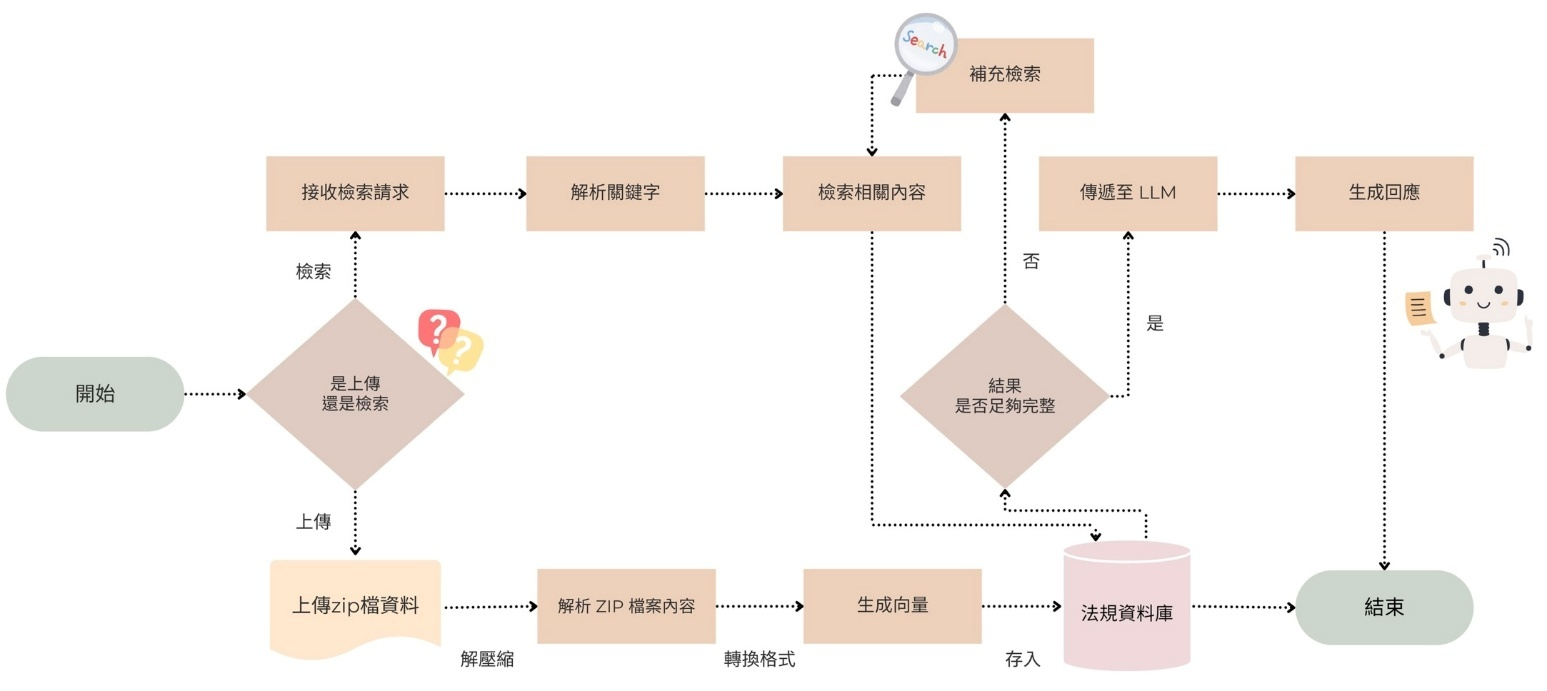 Search
補充檢索
接收檢索請求
解析關鍵字
檢索相關內容
傳遞至 LLM
生成回應
檢索
否
是
開始
是上傳
還是檢索
? ?
結果
是否足夠完整
上傳
上傳zip檔資料
解析 ZIP 檔案內容
生成向量
法規資料庫
結束
解壓縮
轉換格式
存入